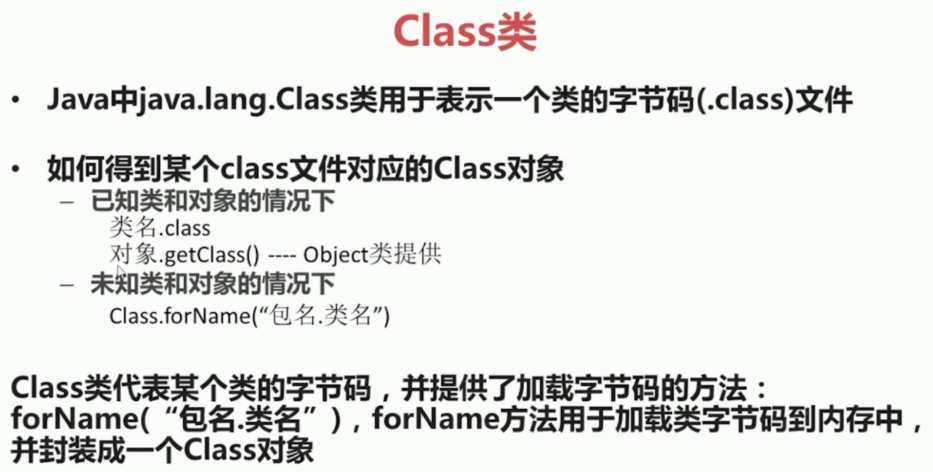 Class类
• Java中java.lang.Class类用于表示一个类的字节码(.class)文件
• 如何得到某个class文件对应的Class对象
– 已知类和对象的情况下
类名.class
对象.getClass() ---- Object类提供
– 未知类和对象的情况下
Class.forName(“包名.类名”)
Class类代表某个类的字节码，并提供了加载字节码的方法：
forName(“包名.类名”)，forName方法用于加载类字节码到内存中，
并封装成一个Class对象